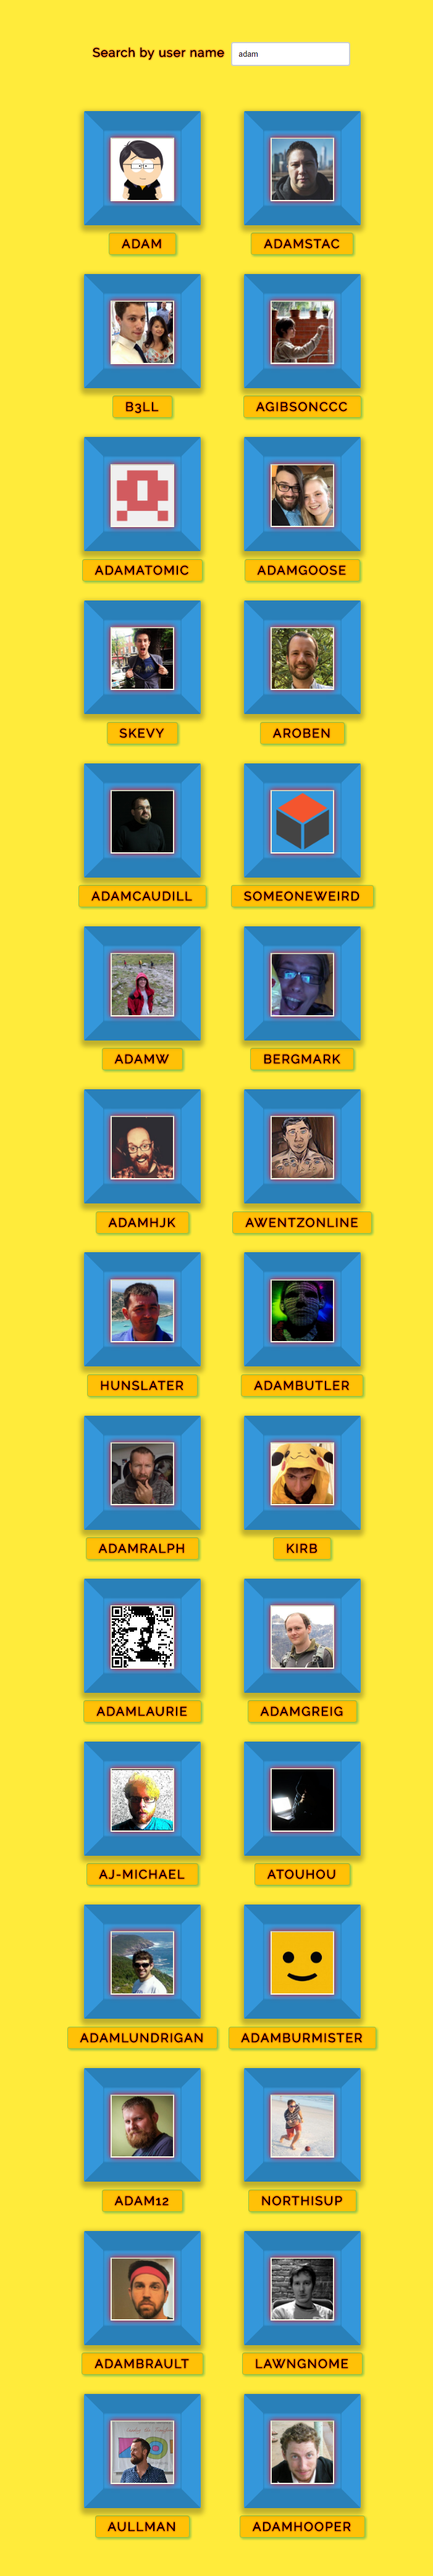 Search by user name adam
ADAM ADAMSTAC
B3LL AGIBSONCCC
ADAMATOMIC ADAMGOOSE
SKEVY AROBEN
ADAMCAUDILL SOMEONEWEIRD
ADAMW BERGMARK
ADAMHJK AWENTZONLINE
HUNSLATER ADAMBUTLER
ADAMRALPH KIRB
ADAMLAURIE ADAMGREIG
AJ-MICHAEL ATOUHOU
ADAMLUNDRIGAN ADAMBURMISTER
ADAM12 NORTHISUP
ADAMBRAULT LAWNGNOME
AULLMAN ADAMHOOPER